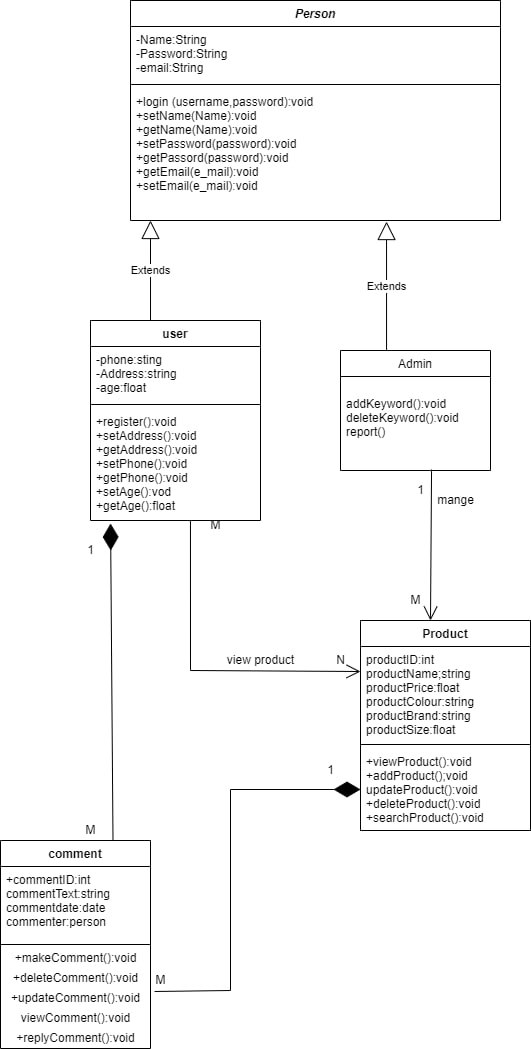 Person
-Name:String
-Password:String
-email:String
+login (username,password):void
+setName(Name):void
+getName(Name):void
+setPassword(password):void
+getPassord(password):void
+getEmail(e_mail):void
+setEmail(e_mail):void
Extends
Extends
user
-phone:sting
-Address:string
-age:float
+register():void
+setAddress():void
+getAddress():void
+setPhone():void
+getPhone():void
+setAge():vod
+getAge():float
Admin
addKeyword():void
deleteKeyword():void
report()
1
mange
M
M
1
view product
N
Product
productID:int
productName;string
productPrice:float
productColour:string
productBrand:string
productSize:float
+viewProduct():void
+addProduct();void
updateProduct():void
+deleteProduct():void
+searchProduct():void
1
M
comment
+commentID:int
commentText:string
commentdate:date
commenter:person
+makeComment():void
+deleteComment():void
+updateComment():void
viewComment():void
+replyComment():void
M